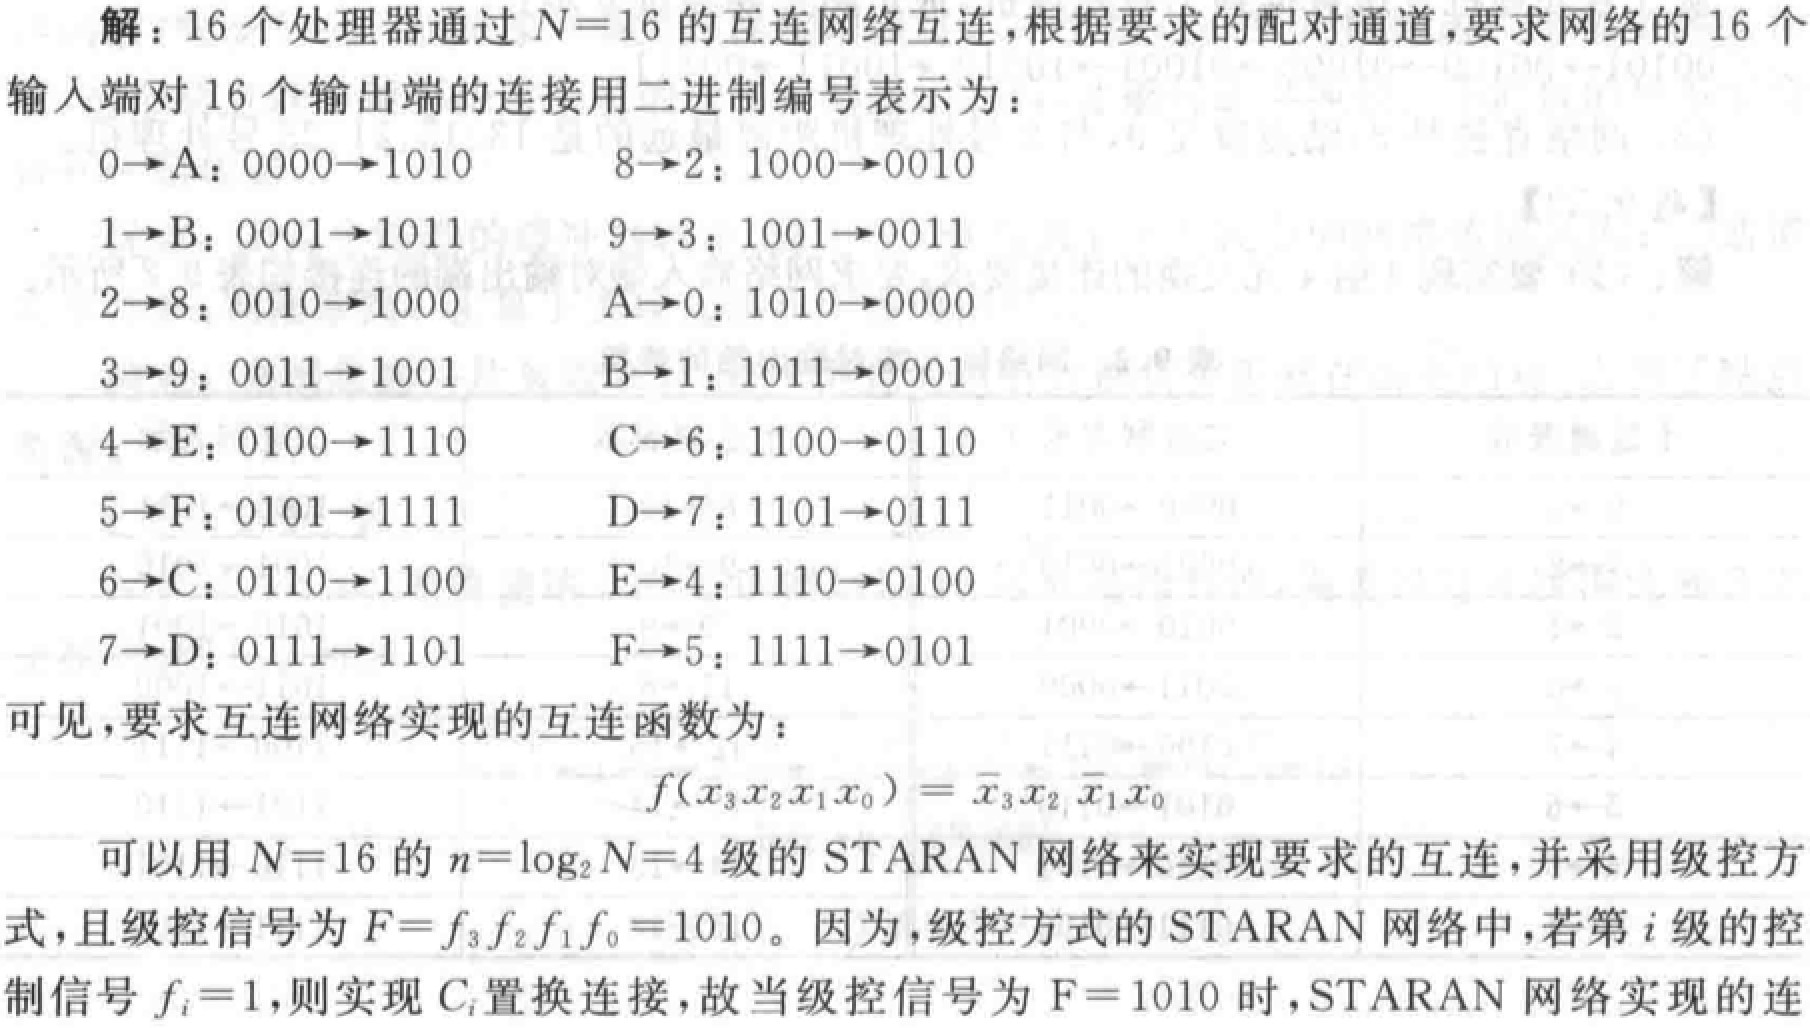 解：16 个处理器通过 N=16 的互连网络互连,根据要求的配对通道,要求网络的 16 个
输入端对 16 个输出端的连接用二进制编号表示为：
0→A：0000→1010 8→2：1000→0010
1→B：0001→1011 9→3：1001→0011
2→8：0010→1000 A→0：1010→0000
3→9：0011→1001 B→1：1011→0001
4→E：0100→1110 C→6：1100→0110
5→F：0101→1111 D→7：1101→0111
6→C：0110→1100 E→4：1110→0100
7→D：0111→1101 F→5：1111→0101
可见,要求互连网络实现的互连函数为：
f(x₃x₂x₁x₀) = x̅₃x₂x̅₁x₀
可以用 N=16 的 n=log₂N=4 级的 STARAN 网络来实现要求的互连,并采用级控方
式,且级控信号为 F=f₃f₂f₁f₀=1010。因为,级控方式的 STARAN 网络中,若第 i 级的控
制信号 fᵢ=1,则实现 Cᵢ置换连接,故当级控信号为 F=1010 时,STARAN 网络实现的连